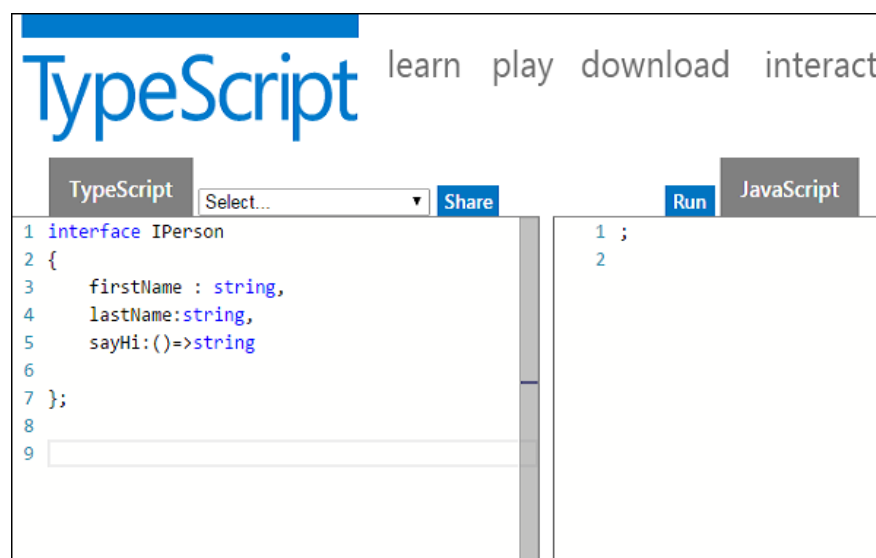 TypeScript learn play download interact
TypeScript Select... Share
1 interface IPerson
2 {
3 firstName : string,
4 lastName:string,
5 sayHi:()=>string
6
7 };
8
9
Run JavaScript
1 ;
2